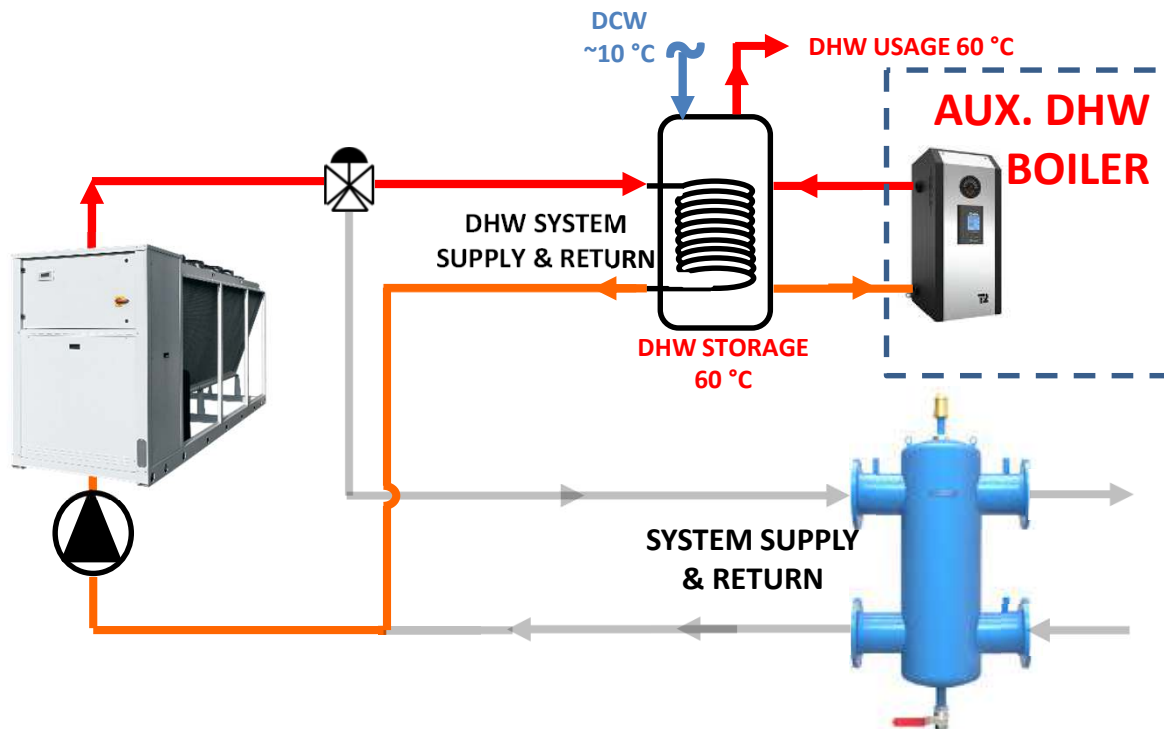 DCW
~10 °C
DHW USAGE 60 °C
AUX. DHW
BOILER
DHW SYSTEM
SUPPLY & RETURN
DHW STORAGE
60 °C
SYSTEM SUPPLY
& RETURN